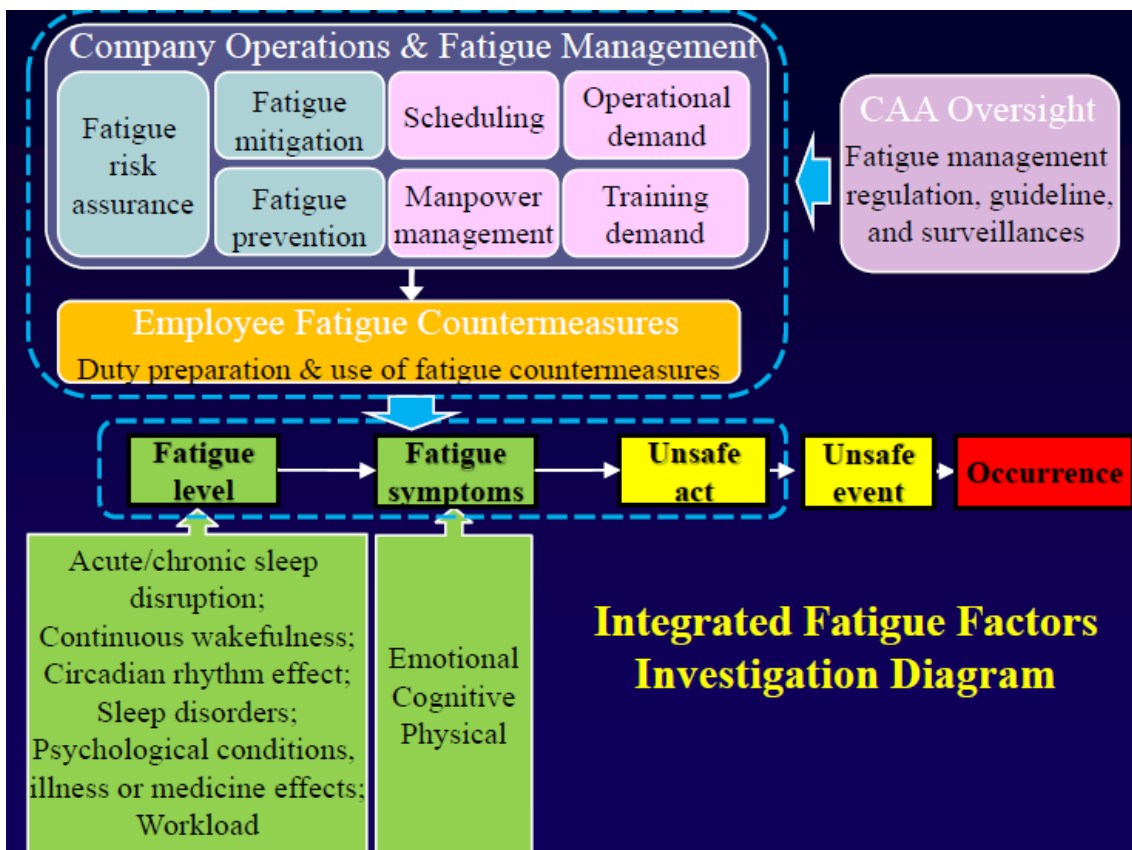 Company Operations & Fatigue Management
Fatigue
risk
assurance
Fatigue
mitigation
Scheduling
Operational
demand
Fatigue
prevention
Manpower
management
Training
demand
CAA Oversight
Fatigue management
regulation, guideline,
and surveillances
Employee Fatigue Countermeasures
Duty preparation & use of fatigue countermeasures
Fatigue
level
Fatigue
symptoms
Unsafe
act
Unsafe
event
Occurrence
Acute/chronic sleep
disruption;
Continuous wakefulness;
Circadian rhythm effect;
Sleep disorders;
Psychological conditions,
illness or medicine effects;
Workload
Emotional
Cognitive
Physical
Integrated Fatigue Factors
Investigation Diagram